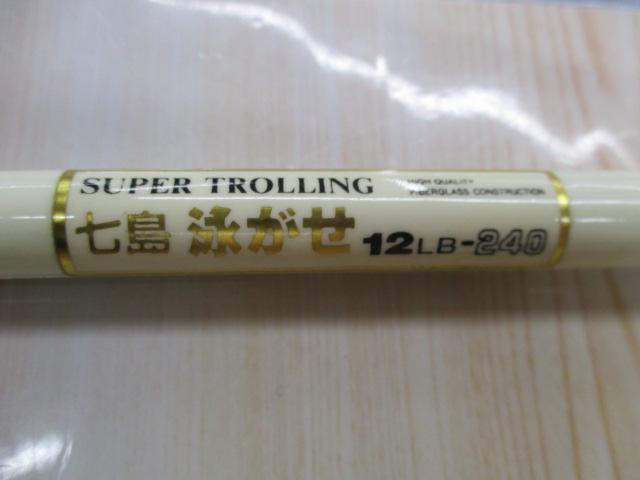 SUPER TROLLING
HIGH QUALITY
FIBERGLASS CONSTRUCTION
七島 泳がせ 12LB-240